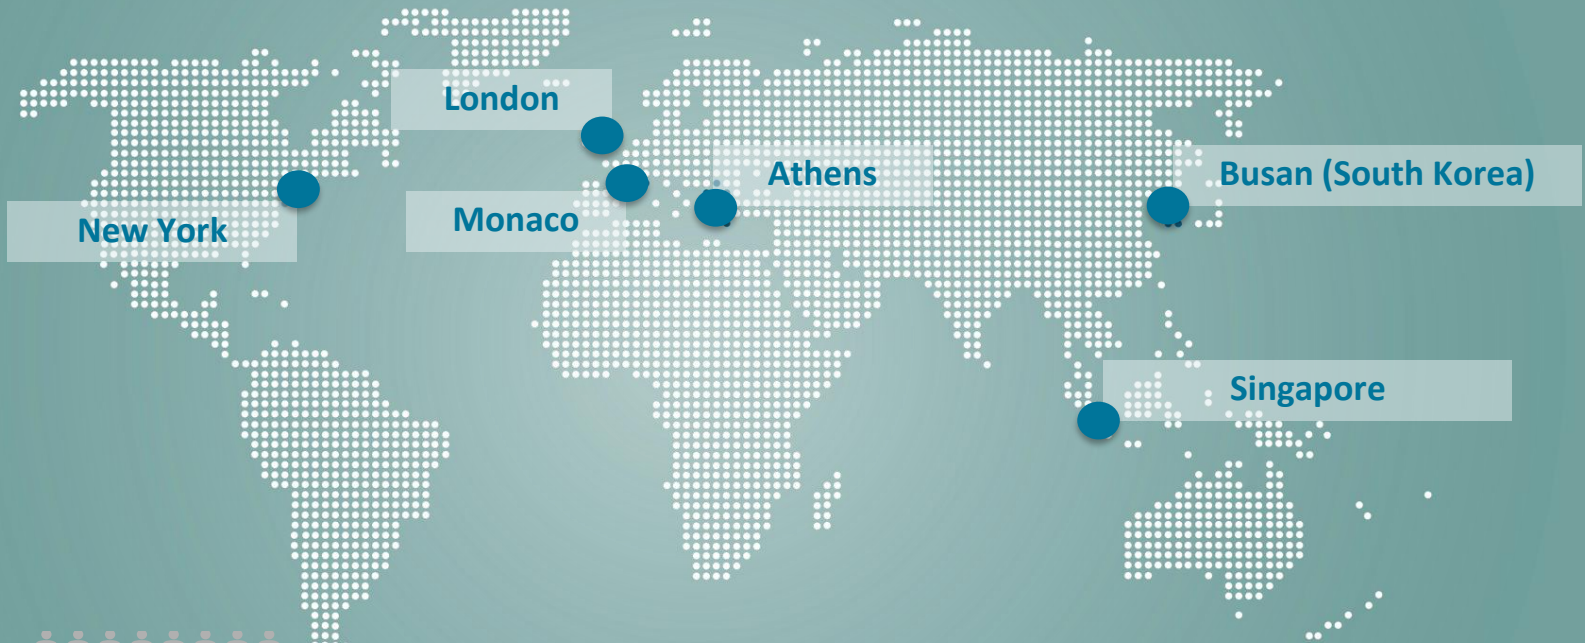 London
Athens
Busan (South Korea)
New York
Monaco
Singapore